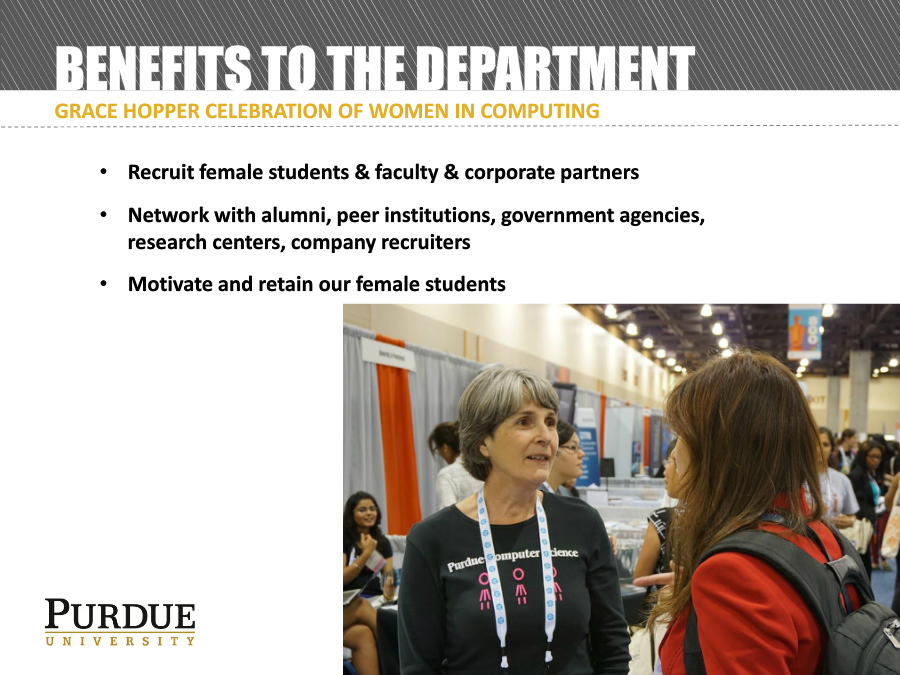 BENEFITS TO THE DEPARTMENT
GRACE HOPPER CELEBRATION OF WOMEN IN COMPUTING
• Recruit female students & faculty & corporate partners
• Network with alumni, peer institutions, government agencies,
research centers, company recruiters
• Motivate and retain our female students
800
Purdue Computer Science
PURDUE
UNIVERSITY